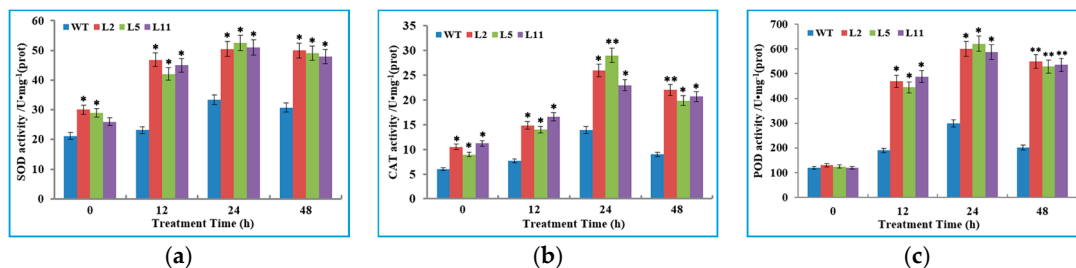 SOD activity /U•mg⁻¹(prot)
70
60
50
40
30
20
10
0
WT L2 L5 L11
* *
* * *
* * *
* * *
0 12 24 48
Treatment Time (h)
(a)
CAT activity /U•mg⁻¹(prot)
35
30
25
20
15
10
5
0
WT L2 L5 L11
* * *
* * *
* ** *
** * *
0 12 24 48
Treatment Time (h)
(b)
POD activity /U•mg⁻¹(prot)
700
600
500
400
300
200
100
0
WT L2 L5 L11
* * *
* * *
** ** **
0 12 24 48
Treatment Time (h)
(c)